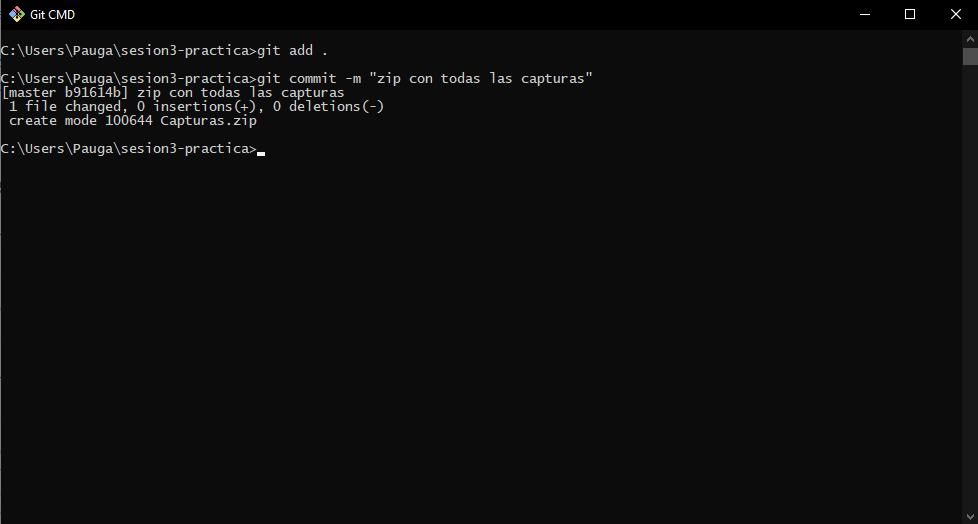 Git CMD
C:\Users\Pauga\sesion3-practica>git add .
C:\Users\Pauga\sesion3-practica>git commit -m "zip con todas las capturas"
[master b91614b] zip con todas las capturas
 1 file changed, 0 insertions(+), 0 deletions(-)
 create mode 100644 Capturas.zip
C:\Users\Pauga\sesion3-practica>